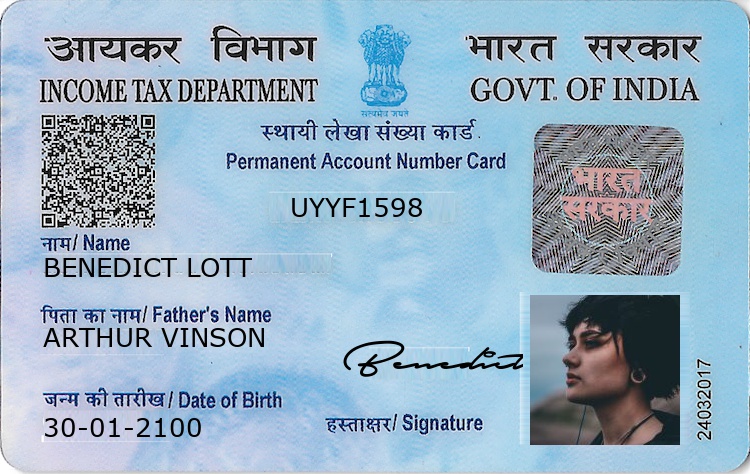 आयकर विभाग
भारत सरकार
INCOME TAX DEPARTMENT
GOVT. OF INDIA
सत्यमेव जयते
स्थायी लेखा संख्या कार्ड
Permanent Account Number Card
UYYF1598
भारत
सरकार
नाम/ Name
BENEDICT LOTT
पिता का नाम/ Father's Name
ARTHUR VINSON
Benedict
जन्म की तारीख/ Date of Birth
30-01-2100
हस्ताक्षर/ Signature
24032017